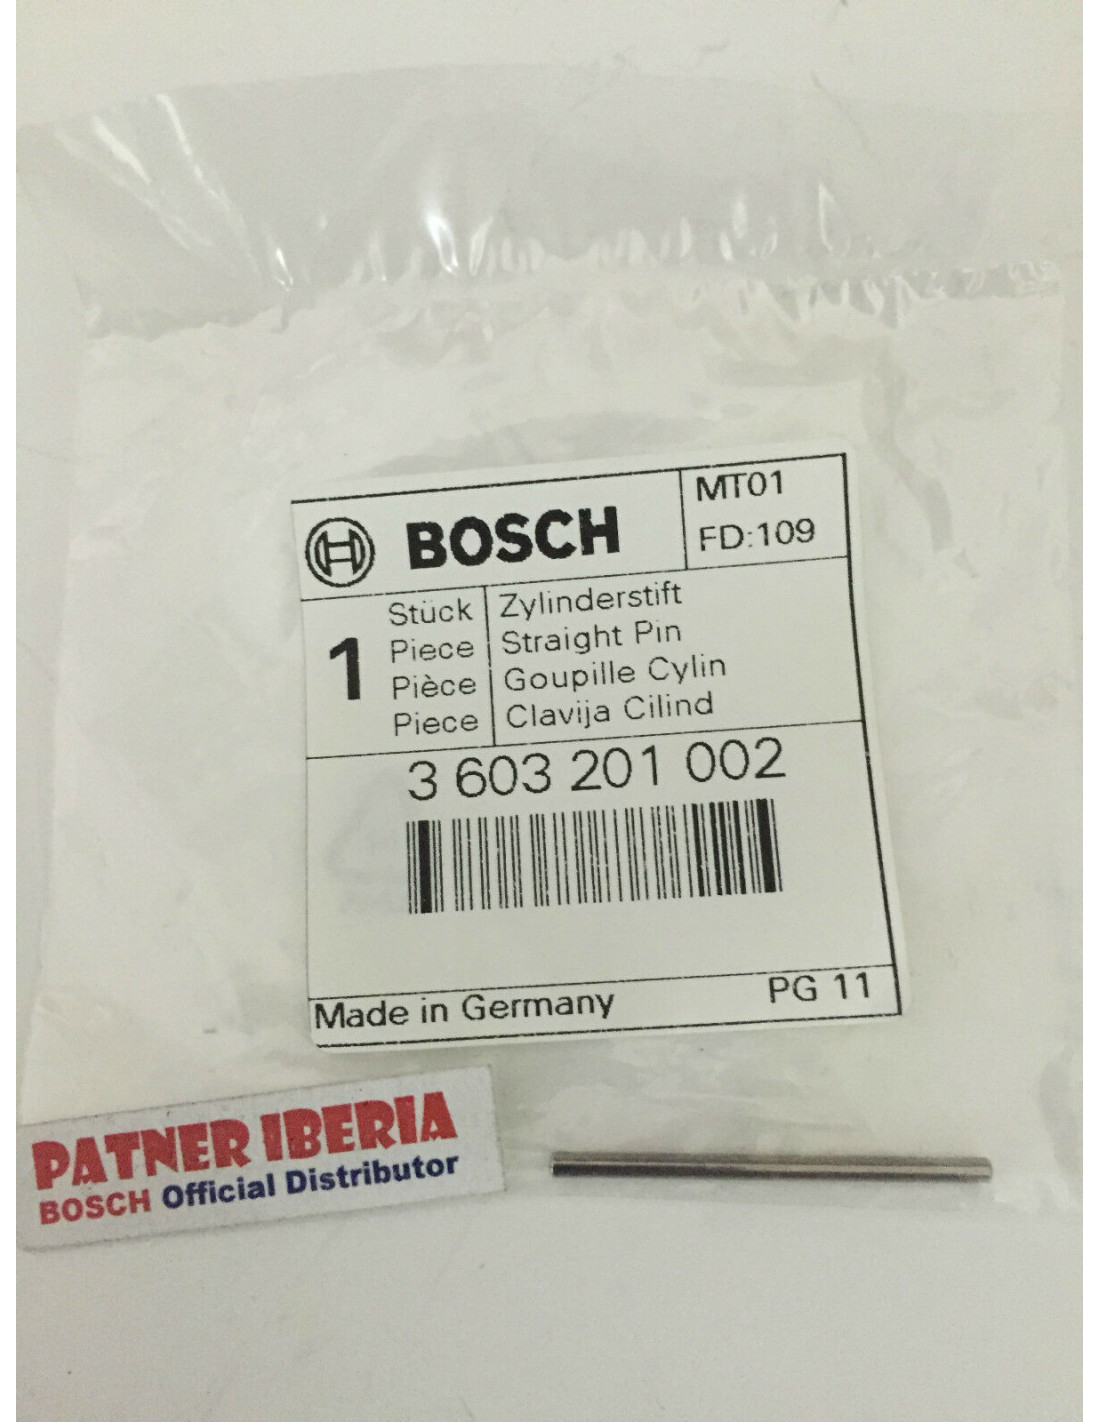 BOSCH
MT01
FD:109
1
Stück
Piece
Pièce
Piece
Zylinderstift
Straight Pin
Goupille Cylin
Clavija Cilind
3 603 201 002
Made in Germany
PG 11
PATNER IBERIA
BOSCH Official Distributor